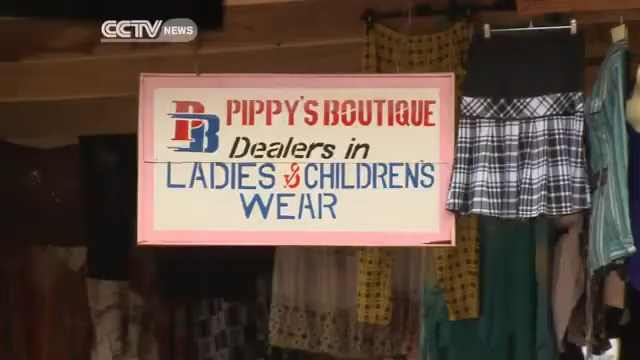 CCTV NEWS
PB PIPPY'S BOUTIQUE
Dealers in
LADIES & CHILDREN'S
WEAR